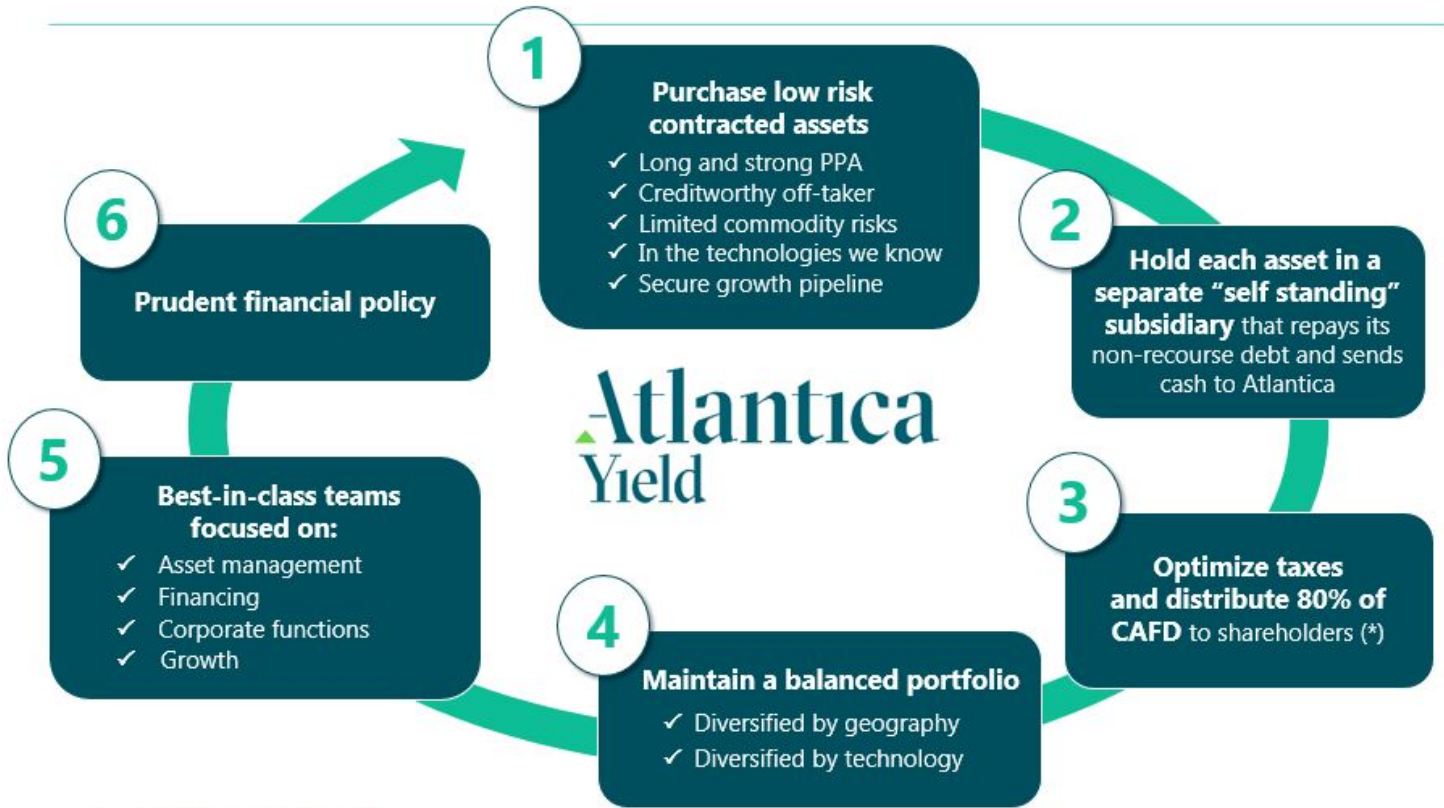 1
Purchase low risk
contracted assets
✓ Long and strong PPA
✓ Creditworthy off-taker
✓ Limited commodity risks
✓ In the technologies we know
✓ Secure growth pipeline
2
Hold each asset in a
separate “self standing”
subsidiary that repays its
non-recourse debt and sends
cash to Atlantica
3
Optimize taxes
and distribute 80% of
CAFD to shareholders (*)
4
Maintain a balanced portfolio
✓ Diversified by geography
✓ Diversified by technology
5
Best-in-class teams
focused on:
✓ Asset management
✓ Financing
✓ Corporate functions
✓ Growth
6
Prudent financial policy
Atlantica
Yield